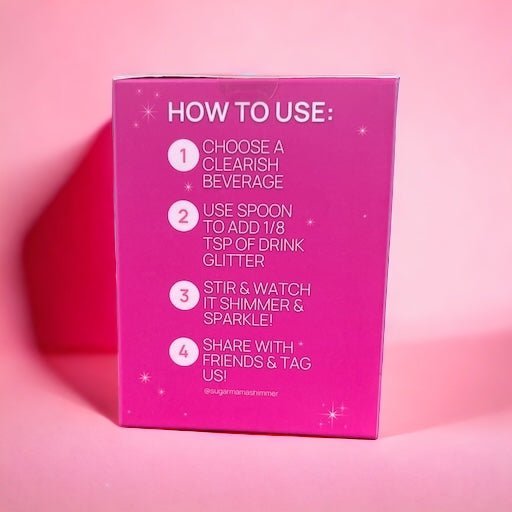 HOW TO USE:
1
CHOOSE A
CLEARISH
BEVERAGE
2
USE SPOON
TO ADD 1/8
TSP OF DRINK
GLITTER
3
STIR & WATCH
IT SHIMMER &
SPARKLE!
4
SHARE WITH
FRIENDS & TAG
US!
@sugarmamashimmer